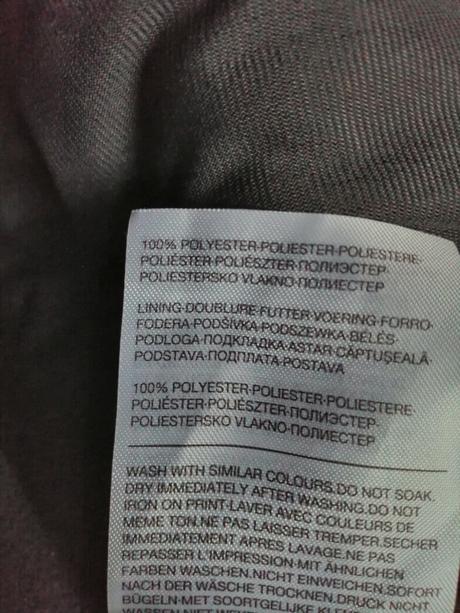 100% POLYESTER·POLIESTER·POLIESTERE·
POLIÉSTER·POLIÉSZTER·ПОЛИЭСТЕР·
POLIESTERSKO VLAKNO·ПОЛИЕСТЕР
LINING·DOUBLURE·FUTTER·VOERING·FORRO·
FODERA·PODŠÍVKA·PODSZEWKA·BÉLÉS·
PODLOGA·ПОДКЛАДКА·ASTAR·CĂPTUŞEALĂ·
PODSTAVA·ПОДПЛАТА·POSTAVA
100% POLYESTER·POLIESTER·POLIESTERE·
POLIÉSTER·POLIÉSZTER·ПОЛИЭСТЕР·
POLIESTERSKO VLAKNO·ПОЛИЕСТЕР
WASH WITH SIMILAR COLOURS.DO NOT SOAK.
DRY IMMEDIATELY AFTER WASHING.DO NOT
IRON ON PRINT·LAVER AVEC COULEURS DE
MEME TON.NE PAS LAISSER TREMPER.SECHER
IMMEDIATEMENT APRES LAVAGE.NE PAS
REPASSER L'IMPRESSION·MIT ÄHNLICHEN
FARBEN WASCHEN.NICHT EINWEICHEN.SOFORT
NACH DER WÄSCHE TROCKNEN.DRUCK NICHT
BÜGELN·MET SOORTGELIJKE
WASSEN